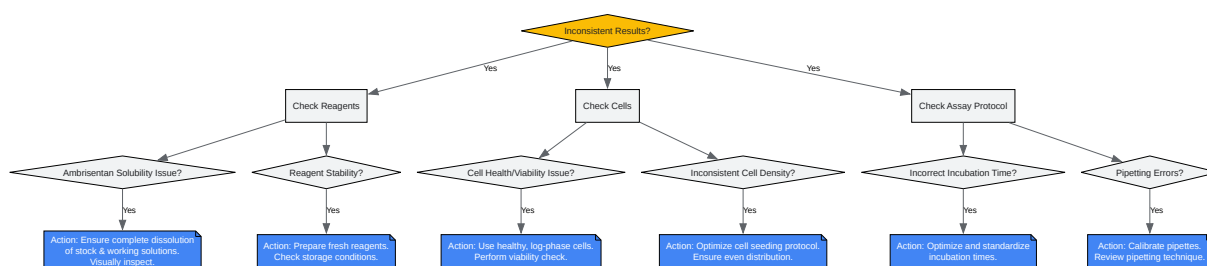 Inconsistent Results?
Yes
Yes
Yes
Check Reagents
Check Cells
Check Assay Protocol
Ambrisentan Solubility Issue?
Reagent Stability?
Cell Health/Viability Issue?
Inconsistent Cell Density?
Incorrect Incubation Time?
Pipetting Errors?
Yes
Yes
Yes
Yes
Yes
Yes
Action: Ensure complete dissolution
of stock & working solutions.
Visually inspect.
Action: Prepare fresh reagents.
Check storage conditions.
Action: Use healthy, log-phase cells.
Perform viability check.
Action: Optimize cell seeding protocol.
Ensure even distribution.
Action: Optimize and standardize
incubation times.
Action: Calibrate pipettes.
Review pipetting technique.